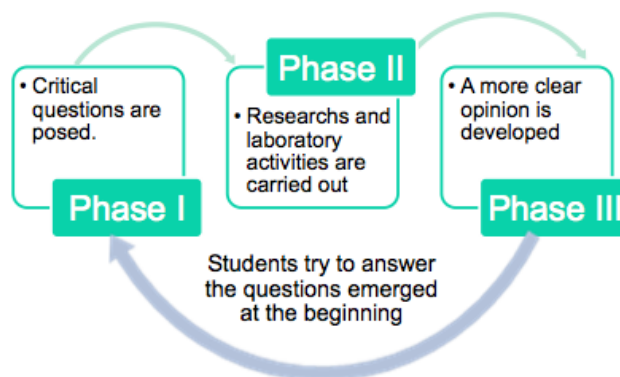 • Critical
questions are
posed.
Phase I
Phase II
• Researchs and
laboratory
activities are
carried out
• A more clear
opinion is
developed
Phase III
Students try to answer
the questions emerged
at the beginning